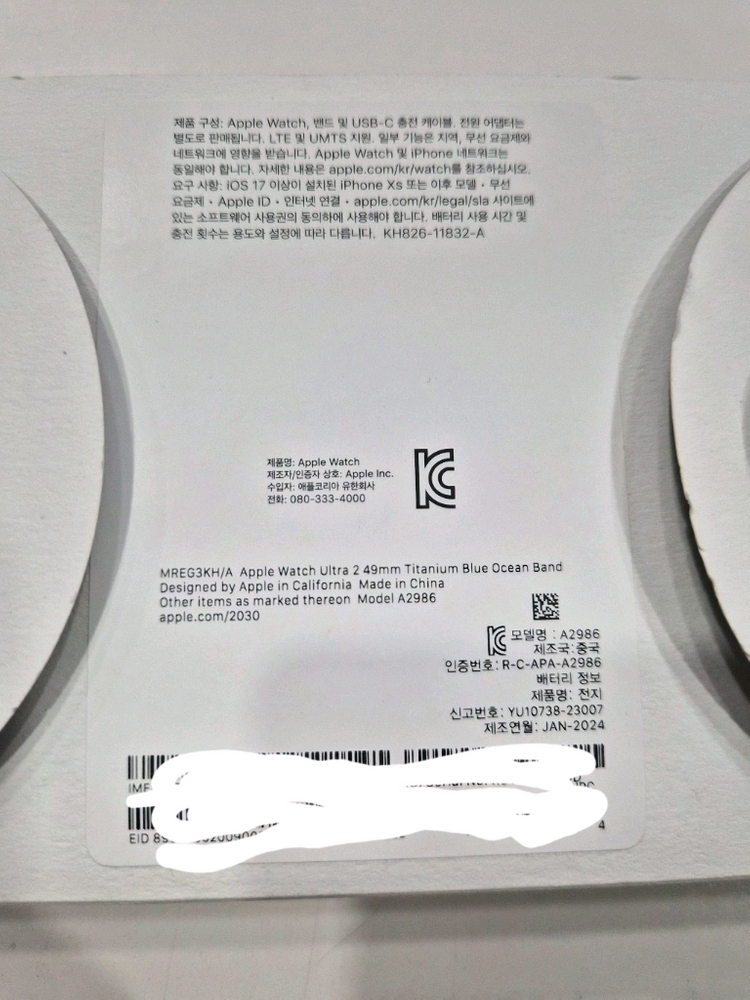 제품 구성: Apple Watch, 밴드 및 USB-C 충전 케이블. 전원 어댑터는
별도로 판매됩니다. LTE 및 UMTS 지원. 일부 기능은 지역, 무선 요금제와
네트워크에 영향을 받습니다. Apple Watch 및 iPhone 네트워크는
동일해야 합니다. 자세한 내용은 apple.com/kr/watch를 참조하십시오.
요구 사항: iOS 17 이상이 설치된 iPhone Xs 또는 이후 모델 • 무선
요금제 • Apple ID • 인터넷 연결 • apple.com/kr/legal/sla 사이트에
있는 소프트웨어 사용권의 동의하에 사용해야 합니다. 배터리 사용 시간 및
충전 횟수는 용도와 설정에 따라 다릅니다. KH826-11832-A
제품명: Apple Watch
제조자/인증자 상호: Apple Inc.
수입자: 애플코리아 유한회사
전화: 080-333-4000
MREG3KH/A Apple Watch Ultra 2 49mm Titanium Blue Ocean Band
Designed by Apple in California Made in China
Other items as marked thereon Model A2986
apple.com/2030
모델명 : A2986
제조국: 중국
인증번호: R-C-APA-A2986
배터리 정보
제품명: 전지
신고번호: YU10738-23007
제조연월: JAN-2024
EID
4